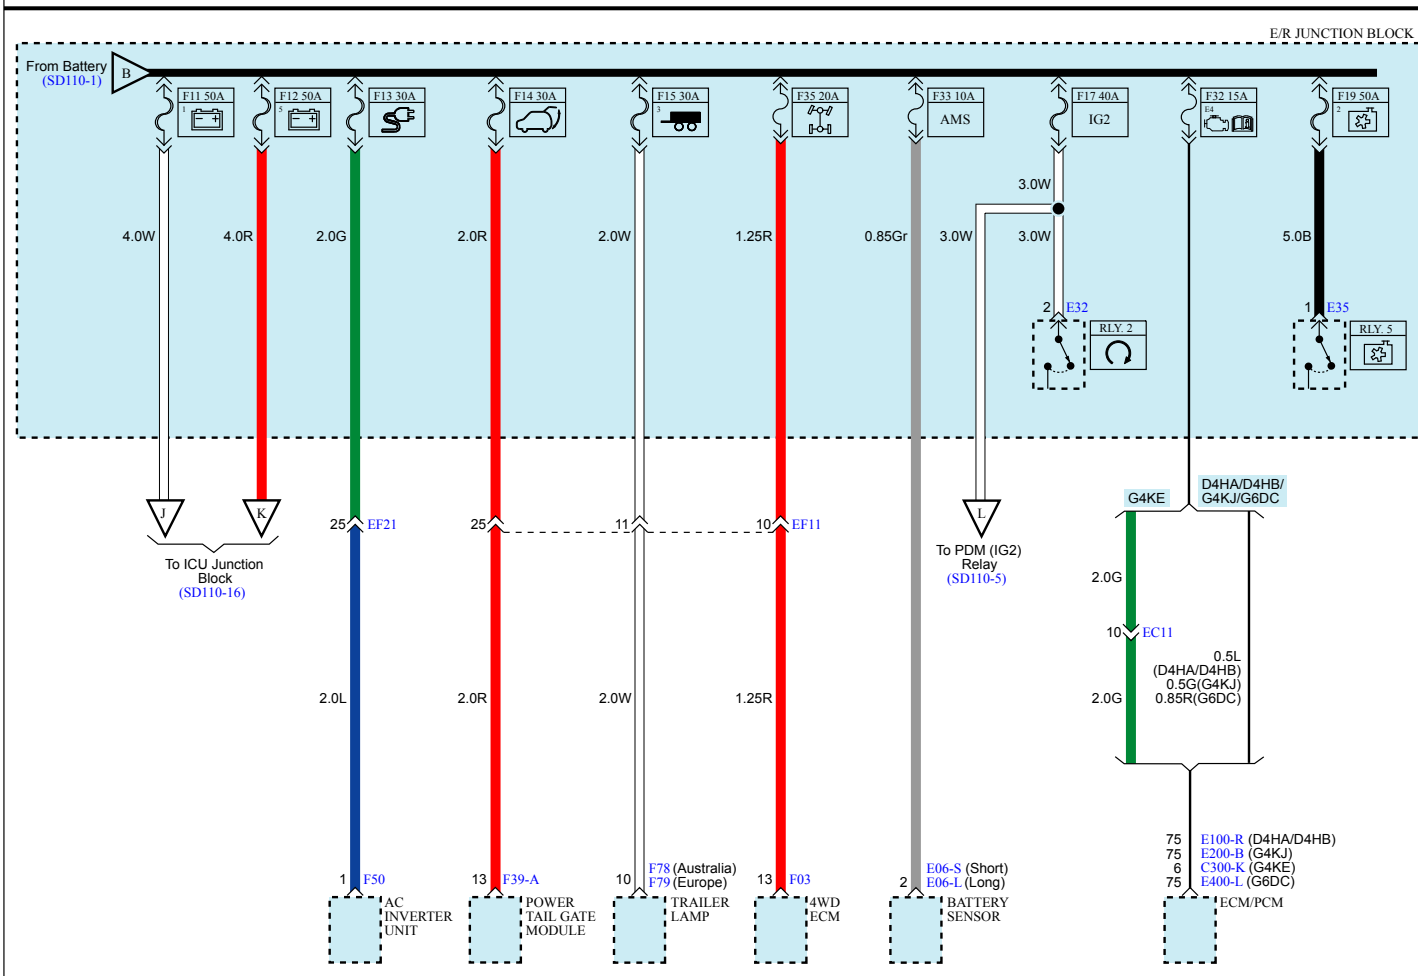 E/R JUNCTION BLOCK
From Battery
(SD110-1)
B
F11 50A
1
F12 50A
5
F13 30A
F14 30A
F15 30A
3
F35 20A
F33 10A
AMS
F17 40A
IG2
F32 15A
E4
F19 50A
2
3.0W
4.0W
4.0R
2.0G
2.0R
2.0W
1.25R
0.85Gr
3.0W
3.0W
5.0B
2 E32
RLY. 2
1 E35
RLY. 5
J
K
To ICU Junction
Block
(SD110-16)
25 EF21
25
11
10 EF11
L
To PDM (IG2)
Relay
(SD110-5)
G4KE
D4HA/D4HB/
G4KJ/G6DC
2.0G
10 EC11
2.0L
2.0R
2.0W
1.25R
2.0G
0.5L
(D4HA/D4HB)
0.5G(G4KJ)
0.85R(G6DC)
1 F50
AC
INVERTER
UNIT
13 F39-A
POWER
TAIL GATE
MODULE
10
F78 (Australia)
F79 (Europe)
TRAILER
LAMP
13 F03
4WD
ECM
2
E06-S (Short)
E06-L (Long)
BATTERY
SENSOR
75 E100-R (D4HA/D4HB)
75 E200-B (G4KJ)
6 C300-K (G4KE)
75 E400-L (G6DC)
ECM/PCM